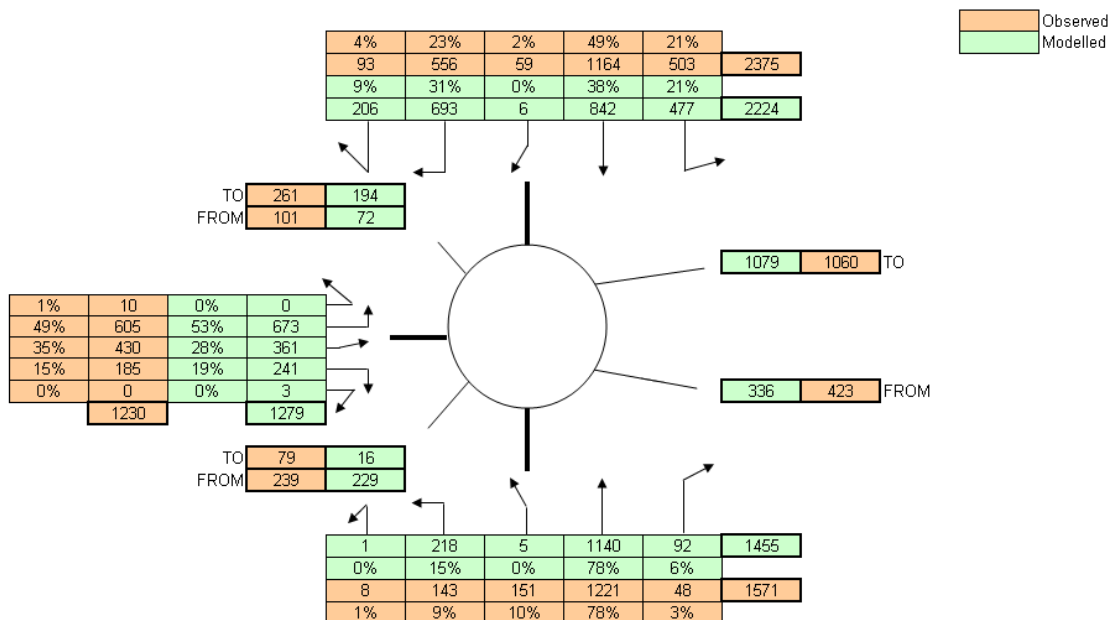 Observed
Modelled
4% 23% 2% 49% 21%
93 556 59 1164 503 2375
9% 31% 0% 38% 21%
206 693 6 842 477 2224
TO 261 194
FROM 101 72
1079 1060 TO
1% 10 0% 0
49% 605 53% 673
35% 430 28% 361
15% 185 19% 241
0% 0 0% 3
1230 1279
336 423 FROM
TO 79 16
FROM 239 229
1 218 5 1140 92 1455
0% 15% 0% 78% 6%
8 143 151 1221 48 1571
1% 9% 10% 78% 3%